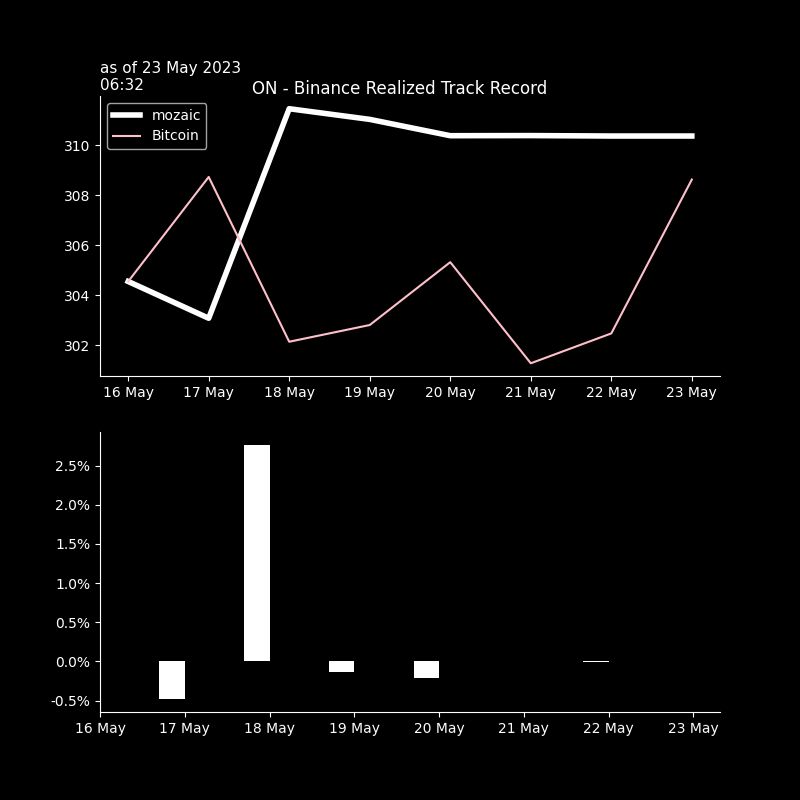 as of 23 May 2023
06:32
ON - Binance Realized Track Record
mozaic
Bitcoin
310
308
306
304
302
16 May 17 May 18 May 19 May 20 May 21 May 22 May 23 May
2.5%
2.0%
1.5%
1.0%
0.5%
0.0%
-0.5%
16 May 17 May 18 May 19 May 20 May 21 May 22 May 23 May